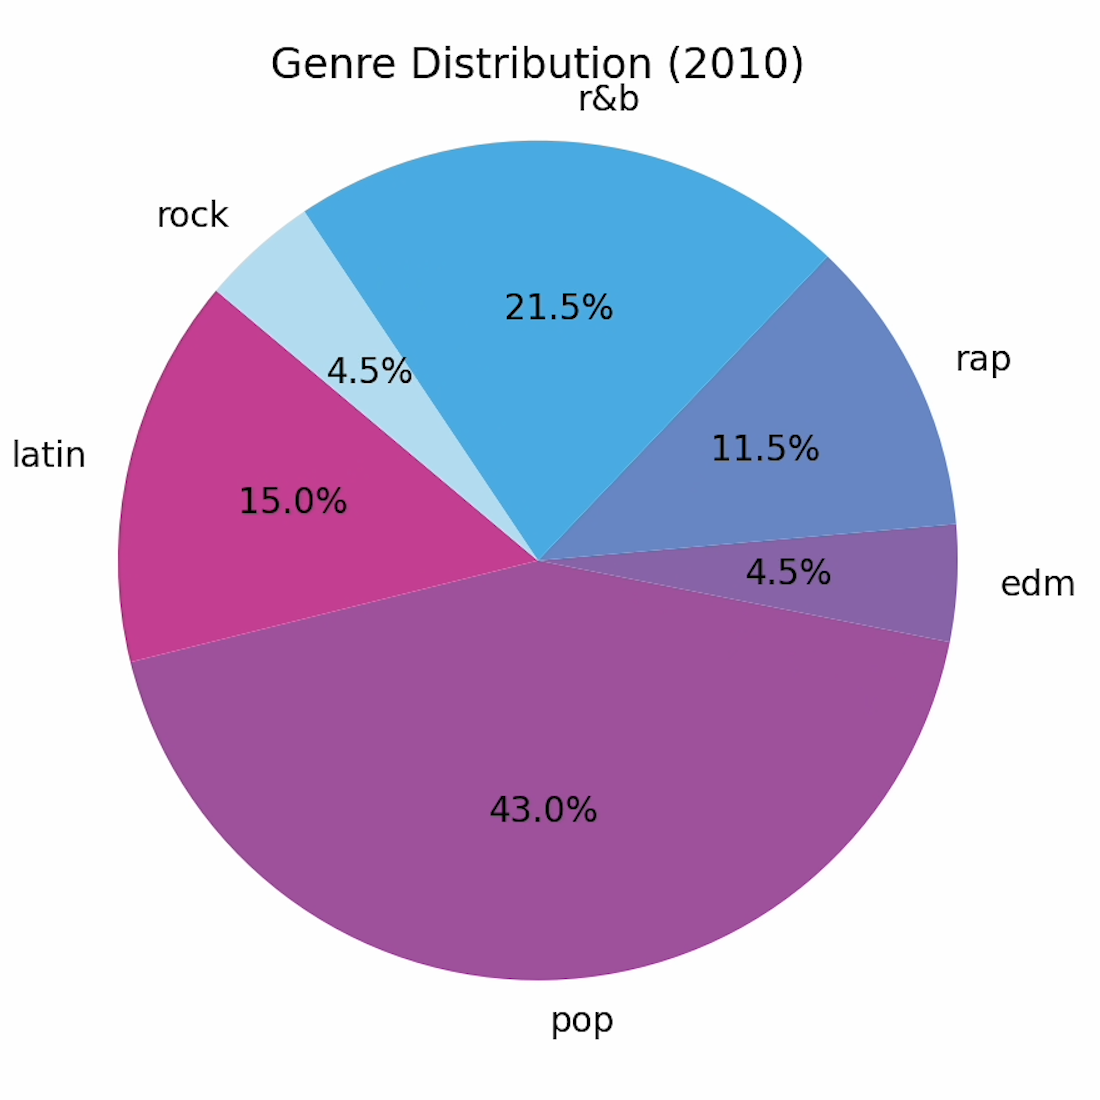 Genre Distribution (2010)
r&b
rock
21.5%
rap
4.5%
11.5%
latin
15.0%
4.5%
edm
43.0%
pop